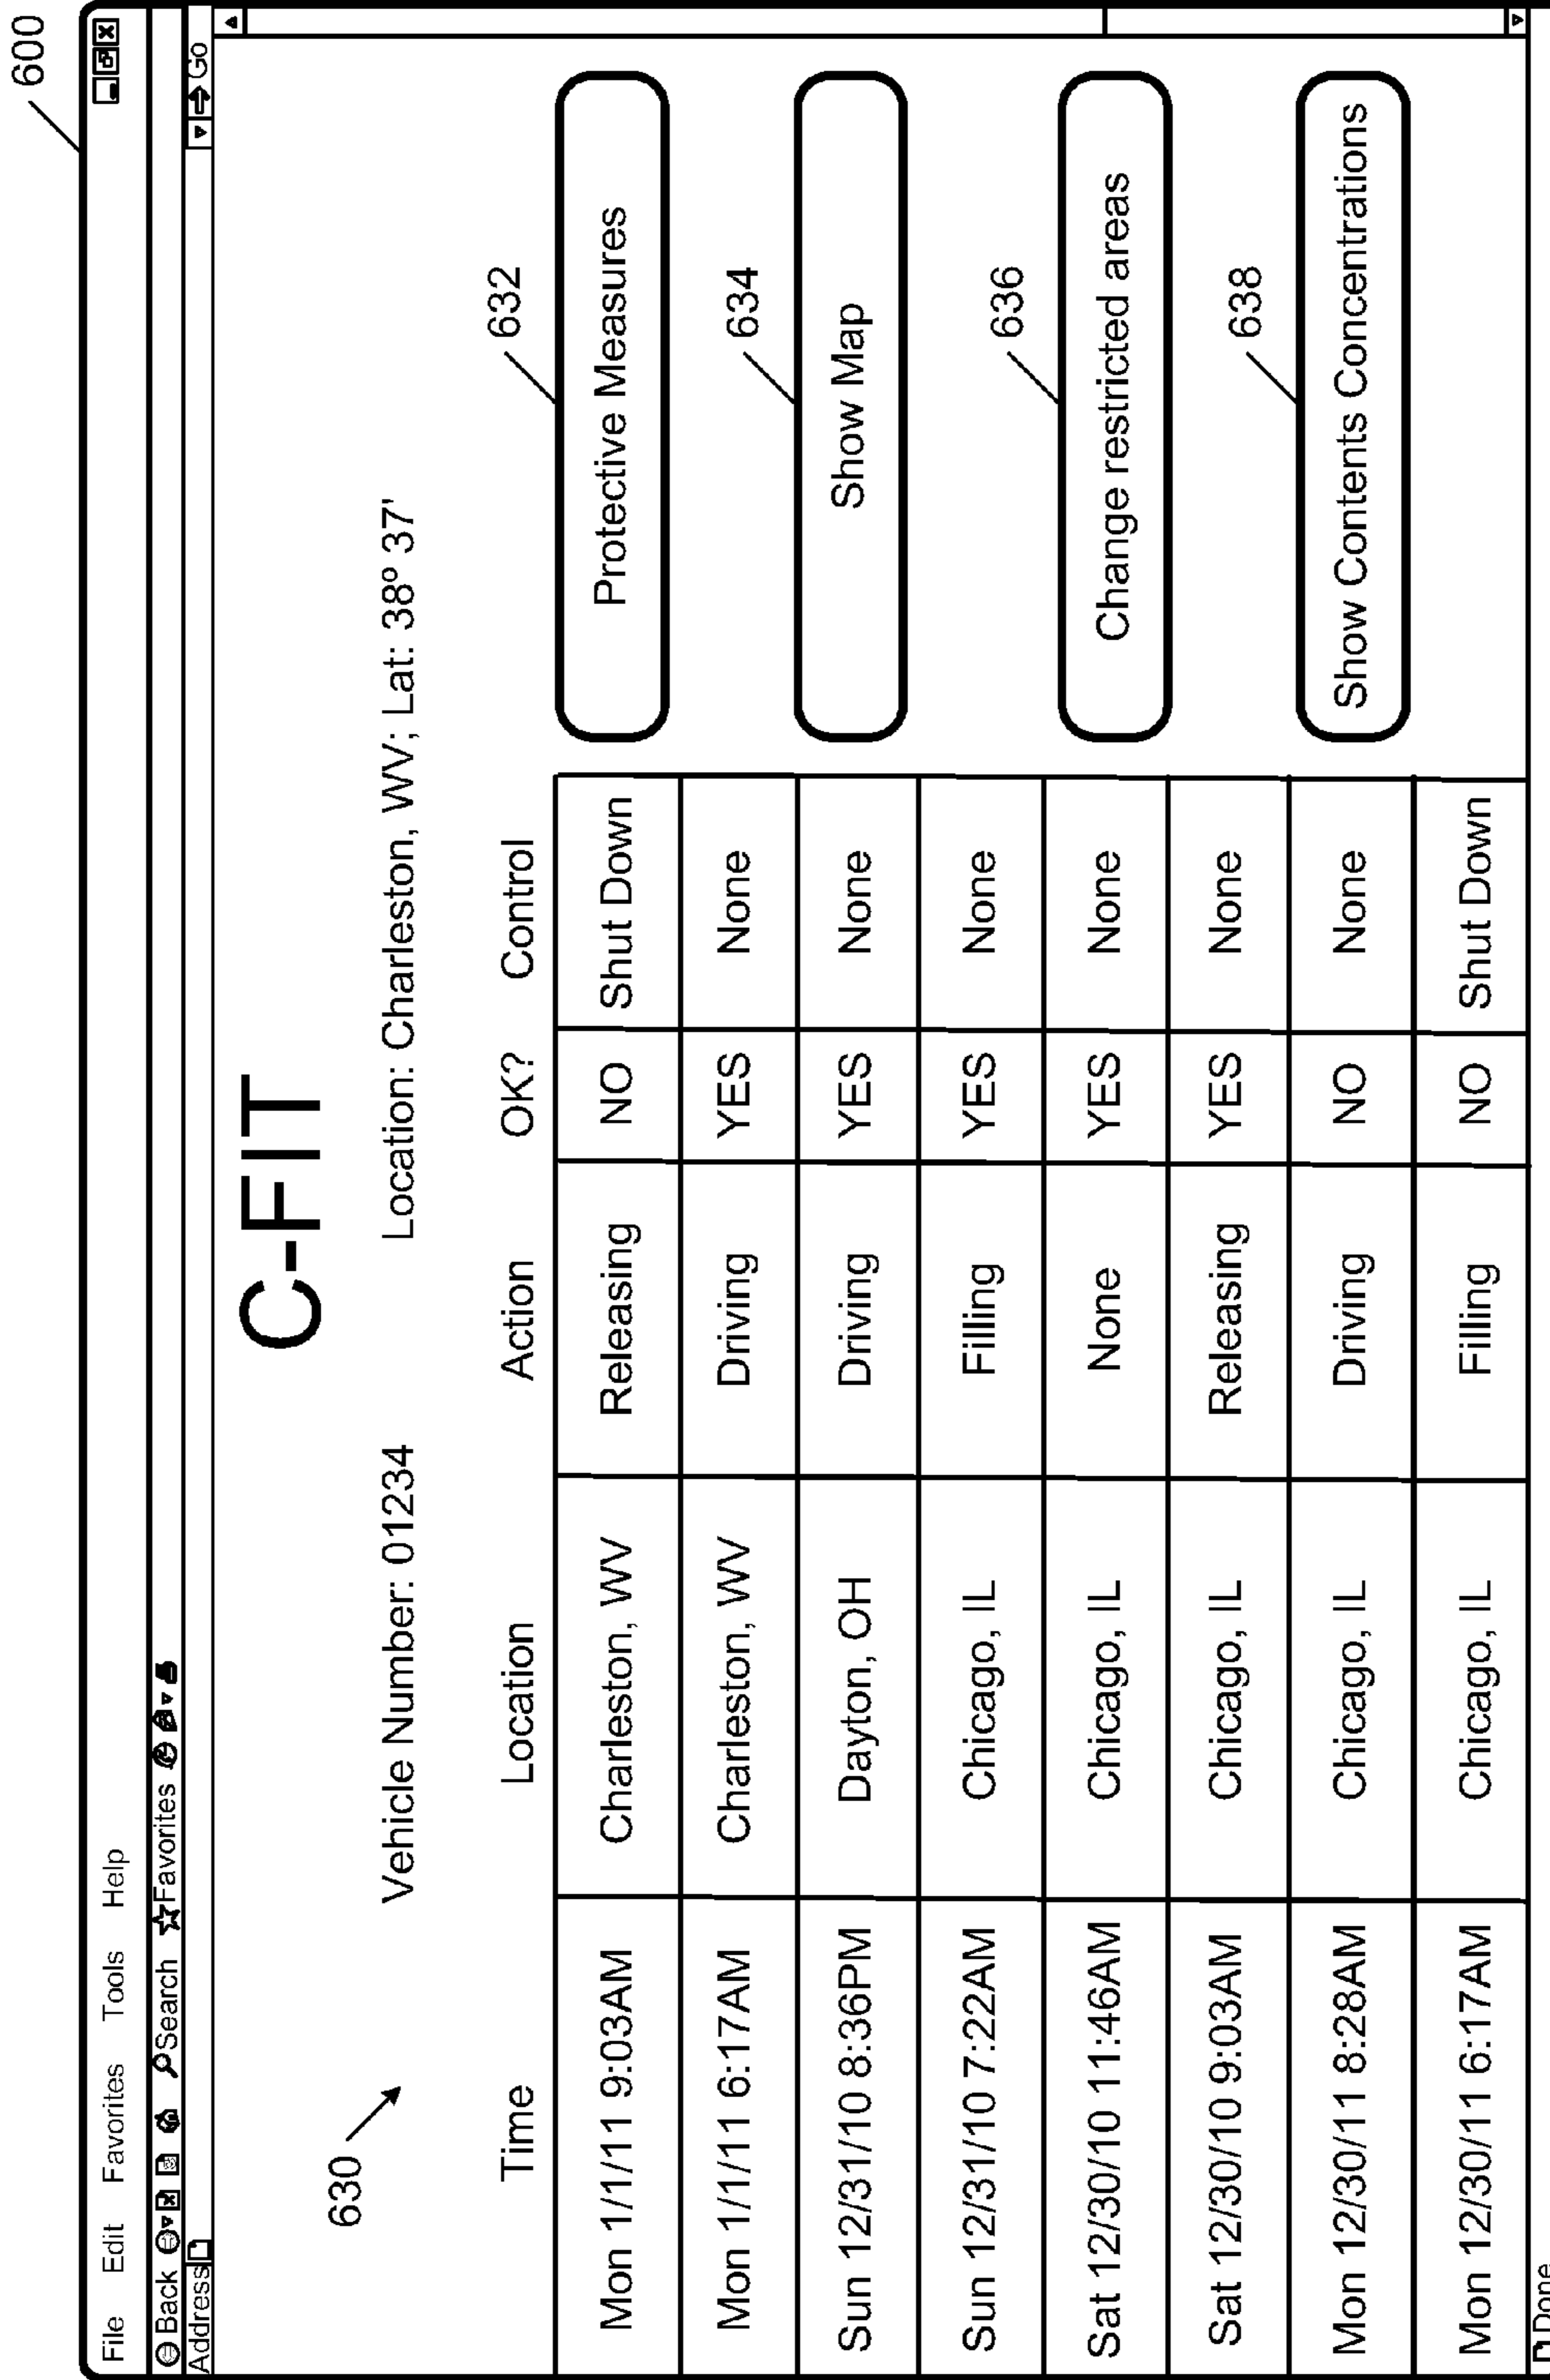 600
File Edit Favorites Tools Help
Back Search Favorites
Address Go
C-FIT
630
Vehicle Number: 01234 Location: Charleston, WV; Lat: 38º 37'
Time Location Action OK? Control
Mon 1/1/11 9:03AM Charleston, WV Releasing NO Shut Down
Mon 1/1/11 6:17AM Charleston, WV Driving YES None
Sun 12/31/10 8:36PM Dayton, OH Driving YES None
Sun 12/31/10 7:22AM Chicago, IL Filling YES None
Sat 12/30/10 11:46AM Chicago, IL None YES None
Sat 12/30/10 9:03AM Chicago, IL Releasing YES None
Mon 12/30/11 8:28AM Chicago, IL Driving NO None
Mon 12/30/11 6:17AM Chicago, IL Filling NO Shut Down
632
Protective Measures
634
Show Map
636
Change restricted areas
638
Show Contents Concentrations
Done